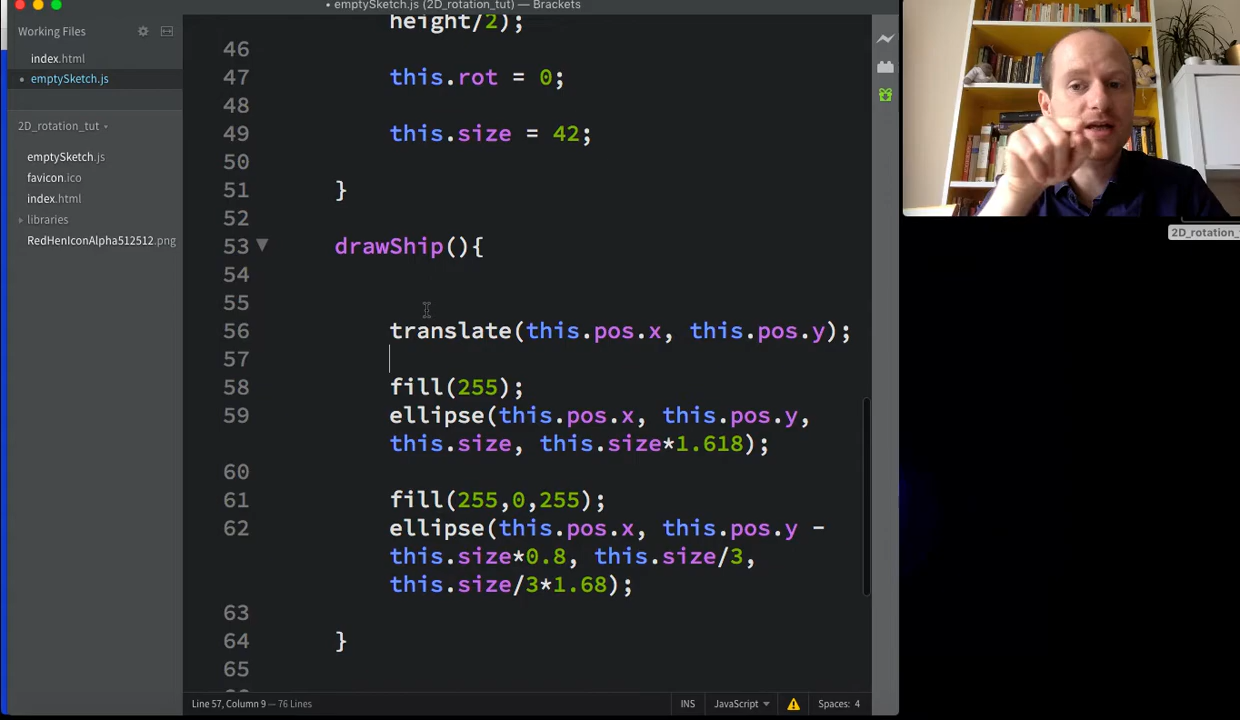 emptySketch.js (2D_rotation_tut) — Brackets
Working Files
index.html
emptySketch.js
2D_rotation_tut
emptySketch.js
favicon.ico
index.html
libraries
RedHenIconAlpha512512.png
height/2);
46
47 this.rot = 0;
48
49 this.size = 42;
50
51 }
52
53 drawShip(){
54
55
56 translate(this.pos.x, this.pos.y);
57
58 fill(255);
59 ellipse(this.pos.x, this.pos.y,
this.size, this.size*1.618);
60
61 fill(255,0,255);
62 ellipse(this.pos.x, this.pos.y -
this.size*0.8, this.size/3,
this.size/3*1.68);
63
64 }
65
Line 57, Column 9 — 76 Lines
INS
JavaScript
Spaces: 4
2D_rotation_